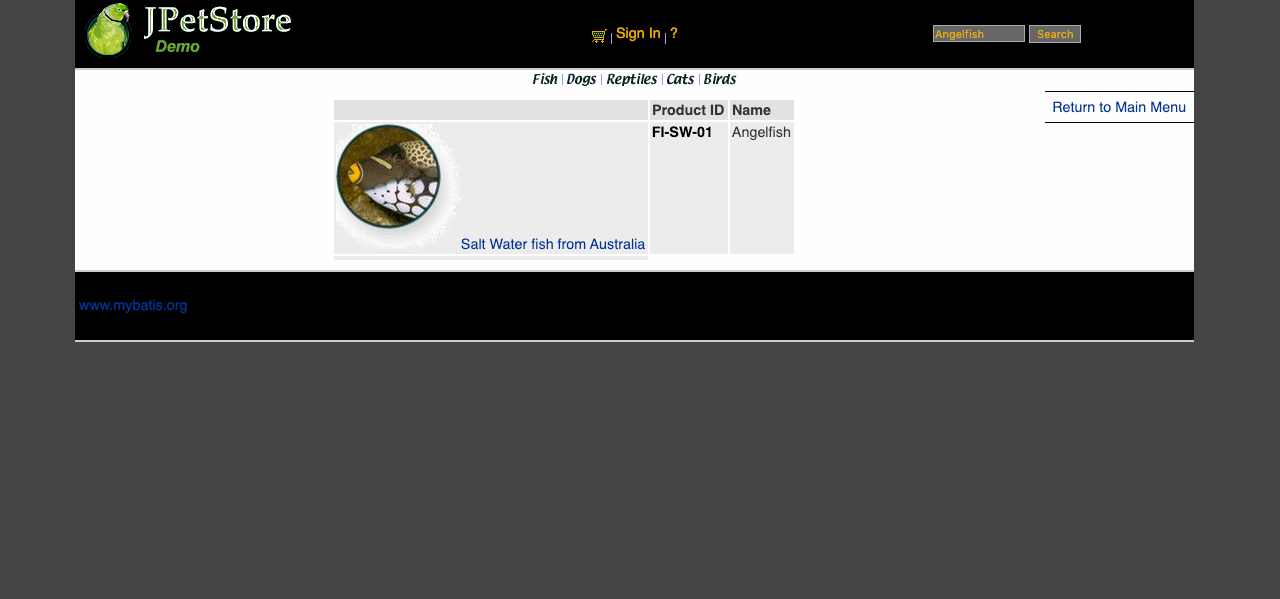 JPetStore
Demo
Sign In ?
Angelfish Search
Fish Dogs Reptiles Cats Birds
Return to Main Menu
Product ID Name
FI-SW-01 Angelfish
Salt Water fish from Australia
www.mybatis.org